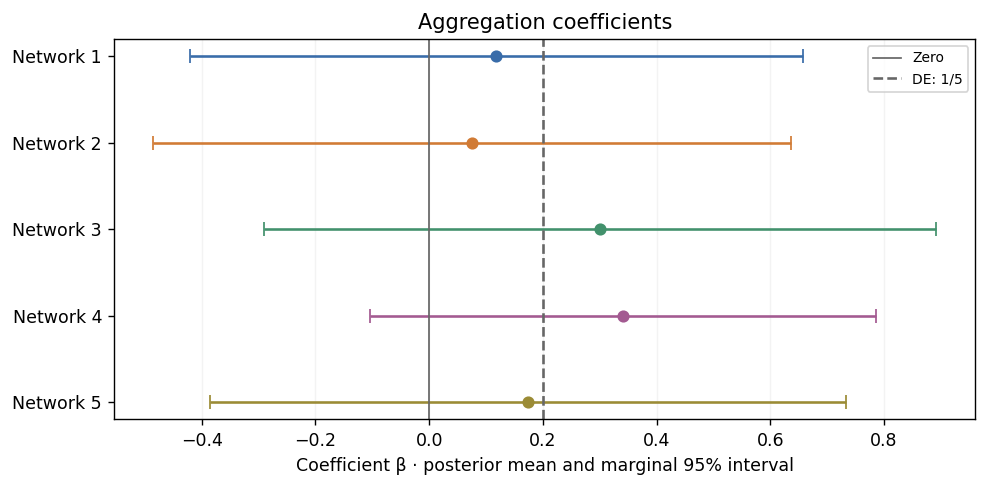 Aggregation coefficients
Network 1
Network 2
Network 3
Network 4
Network 5
Zero
DE: 1/5
−0.4 −0.2 0.0 0.2 0.4 0.6 0.8
Coefficient β · posterior mean and marginal 95% interval